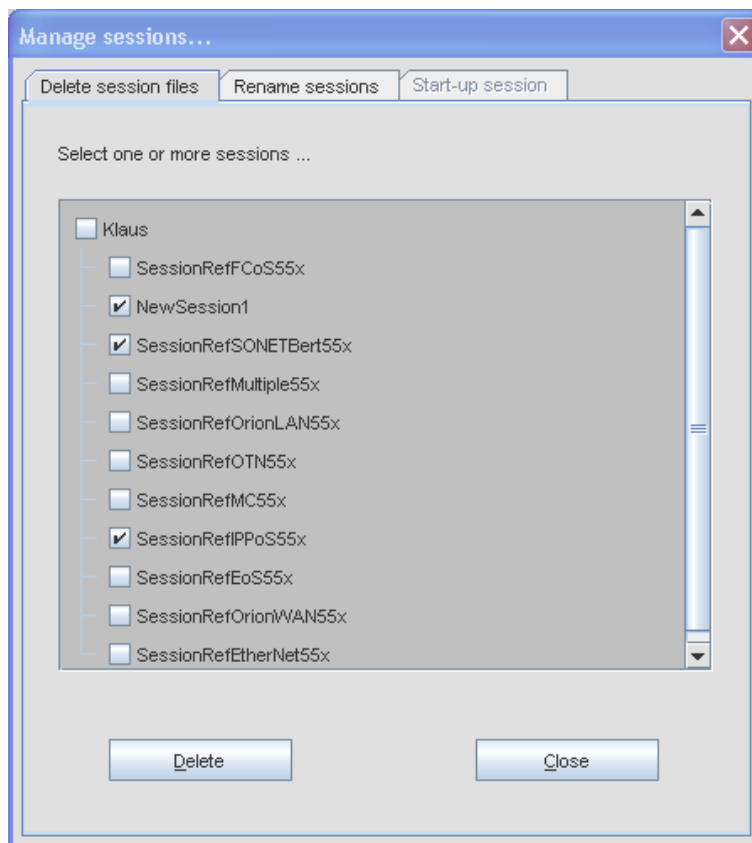 Manage sessions...
Delete session files
Rename sessions
Start-up session
Select one or more sessions ...
Klaus
SessionRefFCoS55x
NewSession1
SessionRefSONETBert55x
SessionRefMultiple55x
SessionRefOrionLAN55x
SessionRefOTN55x
SessionRefMC55x
SessionRefIPPoS55x
SessionRefEoS55x
SessionRefOrionWAN55x
SessionRefEtherNet55x
Delete
Close